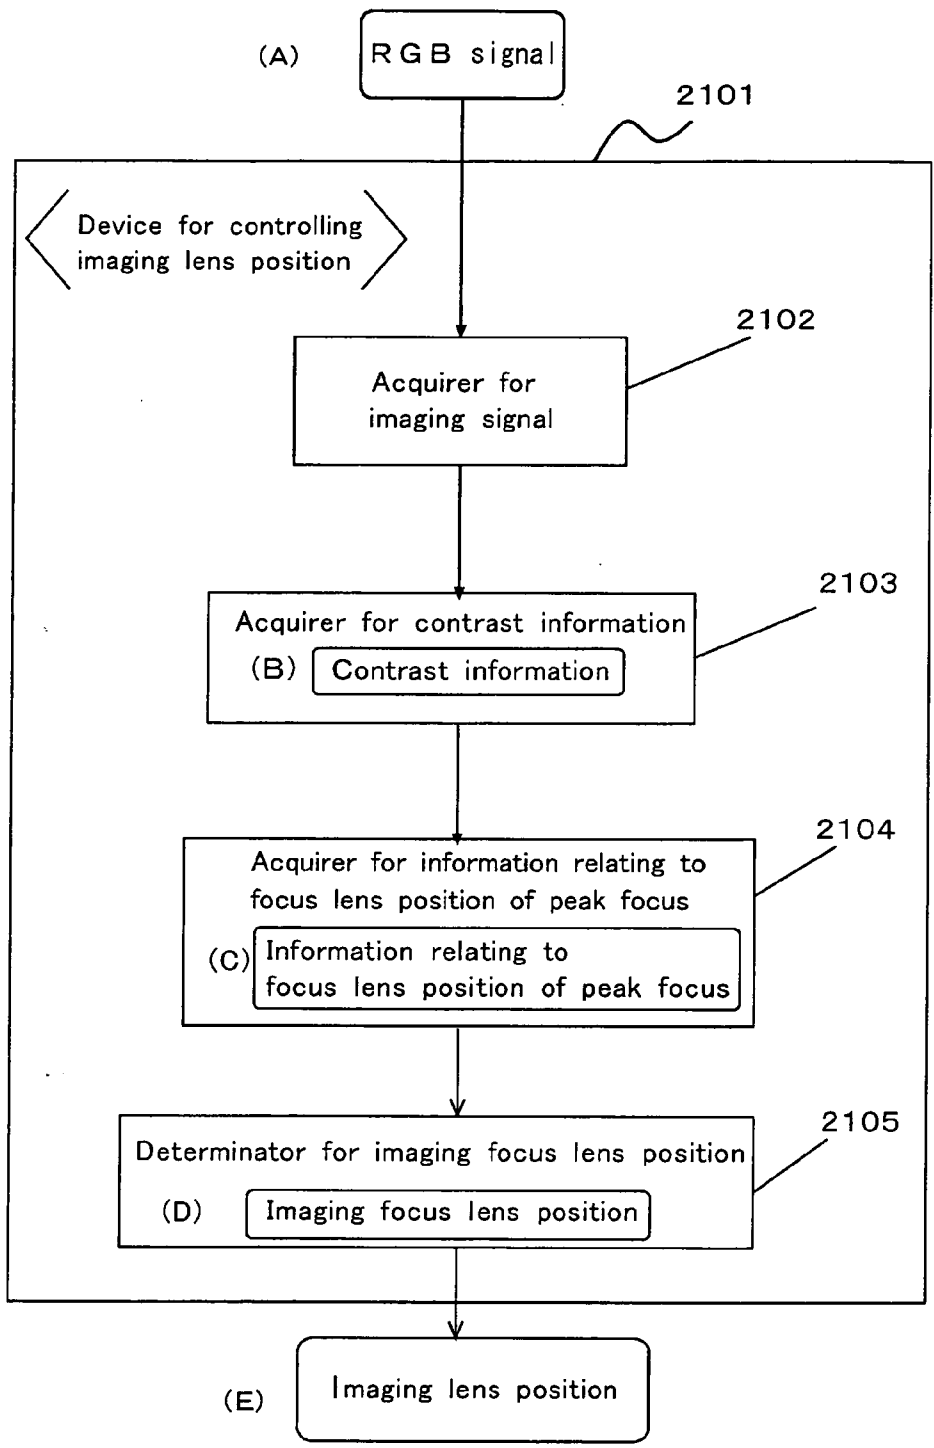 (A)
RGB signal
2101
Device for controlling
imaging lens position
2102
Acquirer for
imaging signal
2103
Acquirer for contrast information
(B)
Contrast information
2104
Acquirer for information relating to
focus lens position of peak focus
(C)
Information relating to
focus lens position of peak focus
2105
Determinator for imaging focus lens position
(D)
Imaging focus lens position
(E)
Imaging lens position